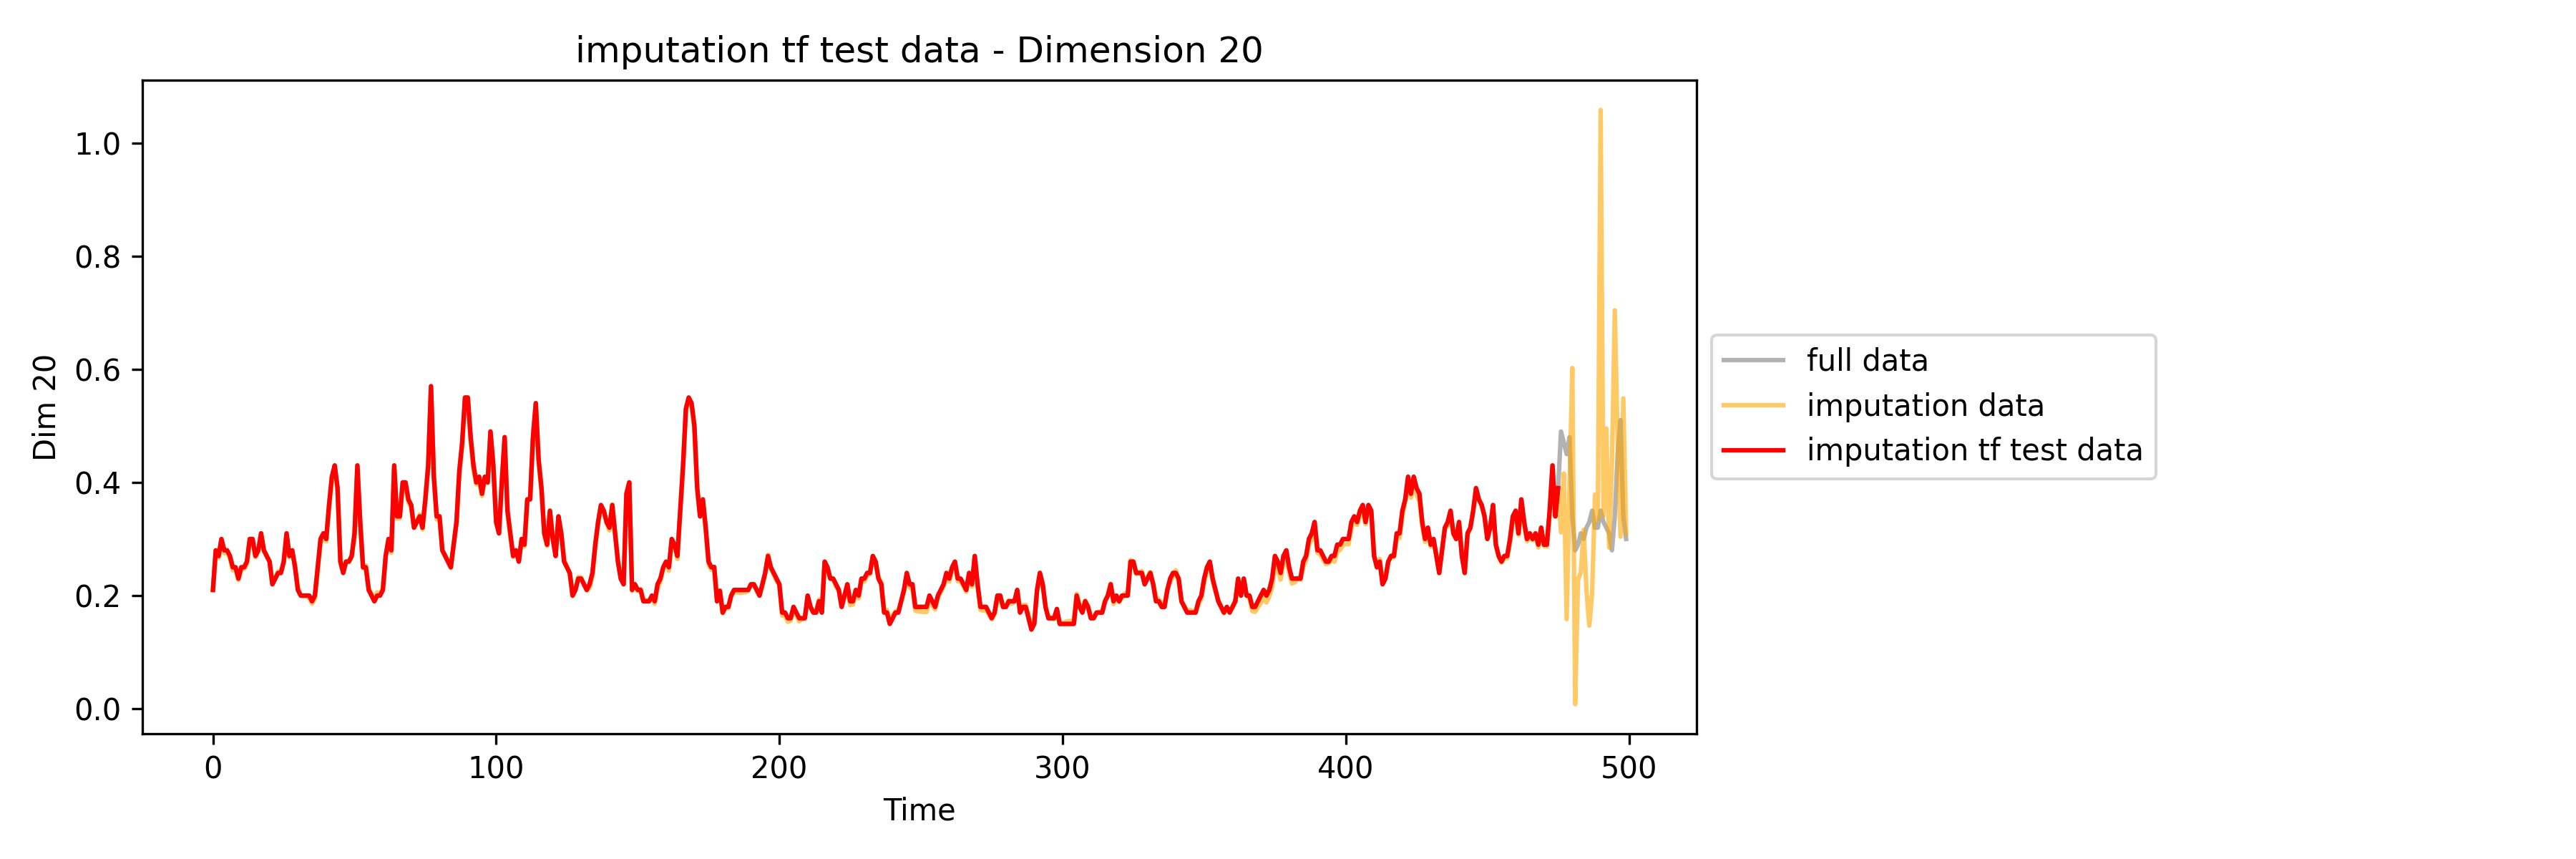 imputation tf test data - Dimension 20
Dim 20
1.0
0.8
0.6
0.4
0.2
0.0
0 100 200 300 400 500
Time
full data
imputation data
imputation tf test data